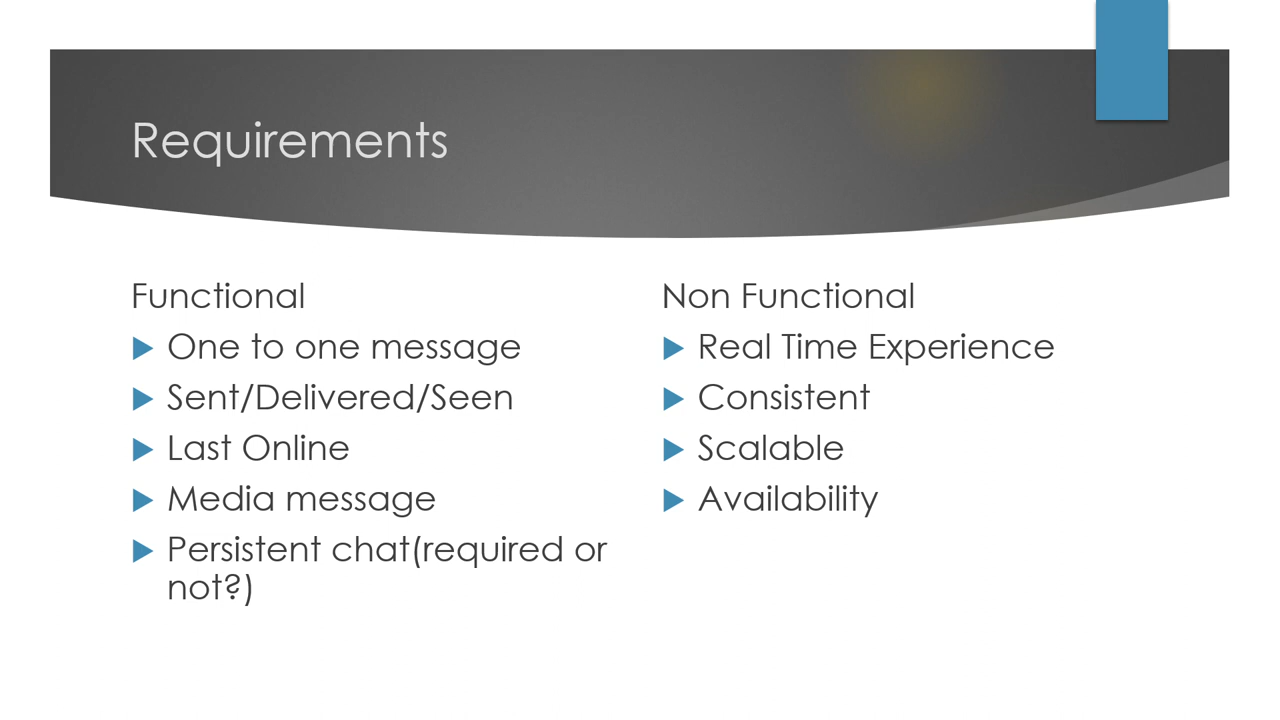 Requirements
Functional
One to one message
Sent/Delivered/Seen
Last Online
Media message
Persistent chat(required or
not?)
Non Functional
Real Time Experience
Consistent
Scalable
Availability